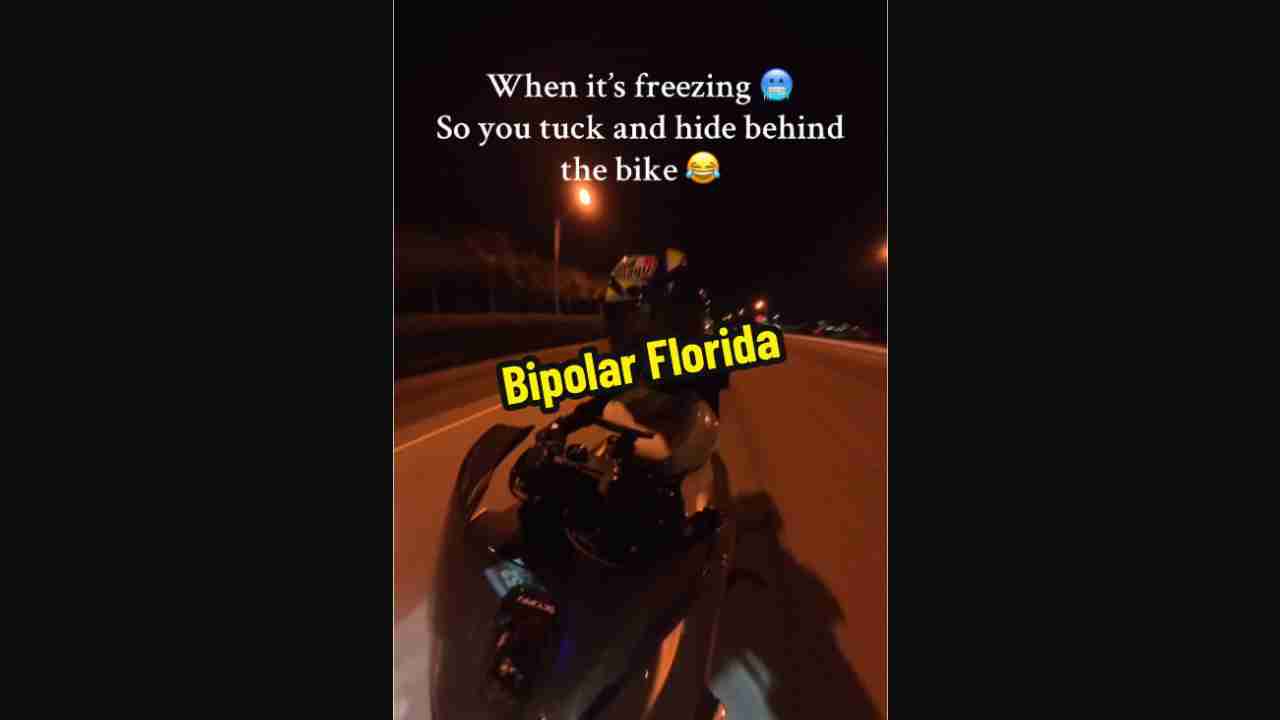 When it’s freezing 🥶
So you tuck and hide behind
the bike 😂
Bipolar Florida